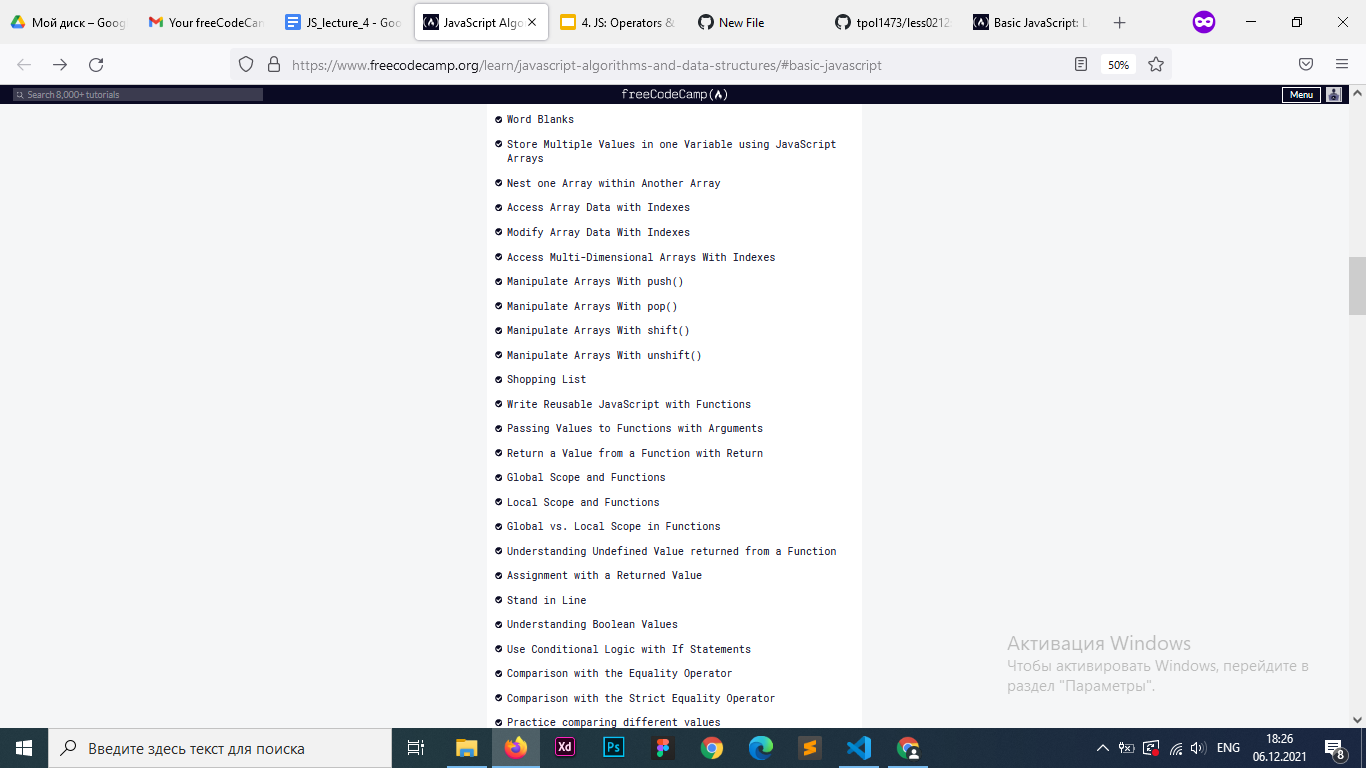 Мой диск – Goog
Your freeCodeCam
JS_lecture_4 - Goo
JavaScript Algo
4. JS: Operators &
New File
tpol1473/less0212
Basic JavaScript: L
https://www.freecodecamp.org/learn/javascript-algorithms-and-data-structures/#basic-javascript
50%
Search 8,000+ tutorials
freeCodeCamp
Menu
Word Blanks
Store Multiple Values in one Variable using JavaScript
Arrays
Nest one Array within Another Array
Access Array Data with Indexes
Modify Array Data With Indexes
Access Multi-Dimensional Arrays With Indexes
Manipulate Arrays With push()
Manipulate Arrays With pop()
Manipulate Arrays With shift()
Manipulate Arrays With unshift()
Shopping List
Write Reusable JavaScript with Functions
Passing Values to Functions with Arguments
Return a Value from a Function with Return
Global Scope and Functions
Local Scope and Functions
Global vs. Local Scope in Functions
Understanding Undefined Value returned from a Function
Assignment with a Returned Value
Stand in Line
Understanding Boolean Values
Use Conditional Logic with If Statements
Comparison with the Equality Operator
Comparison with the Strict Equality Operator
Practice comparing different values
Активация Windows
Чтобы активировать Windows, перейдите в
раздел "Параметры".
Введите здесь текст для поиска
Xd
Ps
ENG
18:26
06.12.2021
8